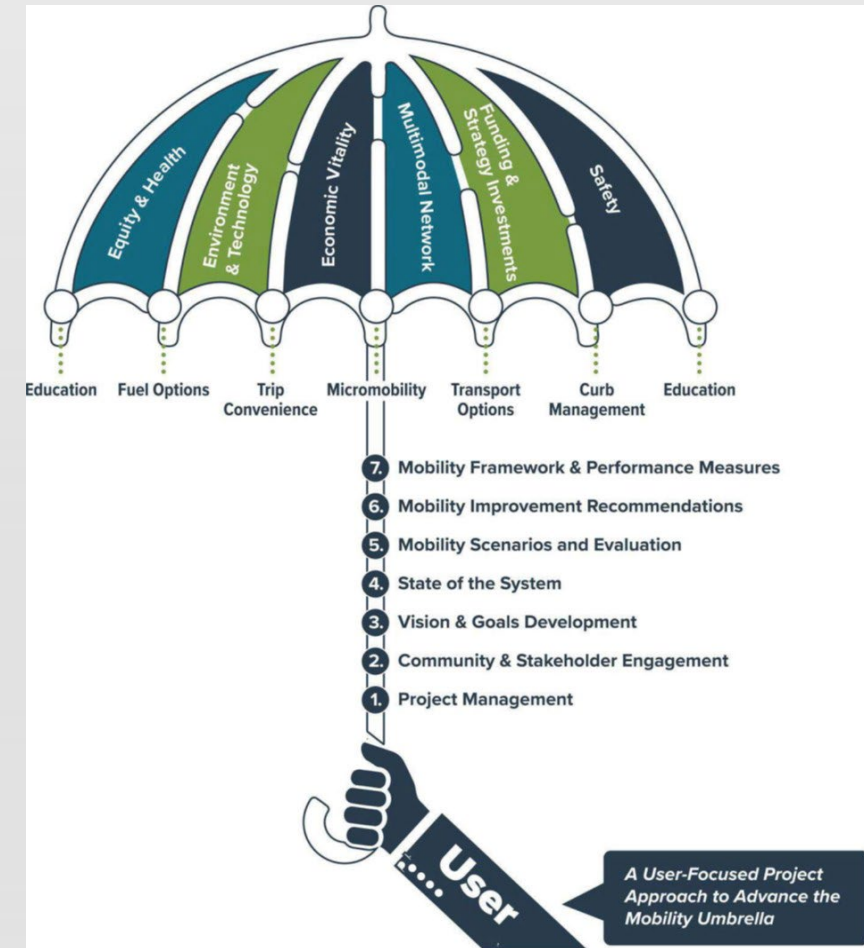 Equity & Health
Environment
& Technology
Economic Vitality
Multimodal Network
Funding &
Strategy Investments
Safety
Education
Fuel Options
Trip
Convenience
Micromobility
Transport
Options
Curb
Management
Education
7. Mobility Framework & Performance Measures
6. Mobility Improvement Recommendations
5. Mobility Scenarios and Evaluation
4. State of the System
3. Vision & Goals Development
2. Community & Stakeholder Engagement
1. Project Management
User
A User-Focused Project
Approach to Advance the
Mobility Umbrella